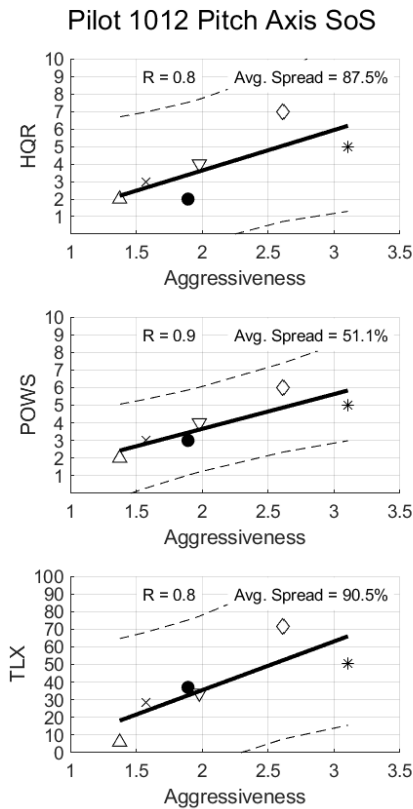 Pilot 1012 Pitch Axis SoS
R = 0.8 Avg. Spread = 87.5%
HQR
10
9
8
7
6
5
4
3
2
1
1 1.5 2 2.5 3 3.5
Aggressiveness
R = 0.9 Avg. Spread = 51.1%
POWS
10
9
8
7
6
5
4
3
2
1
1 1.5 2 2.5 3 3.5
Aggressiveness
R = 0.8 Avg. Spread = 90.5%
TLX
100
90
80
70
60
50
40
30
20
10
0
1 1.5 2 2.5 3 3.5
Aggressiveness